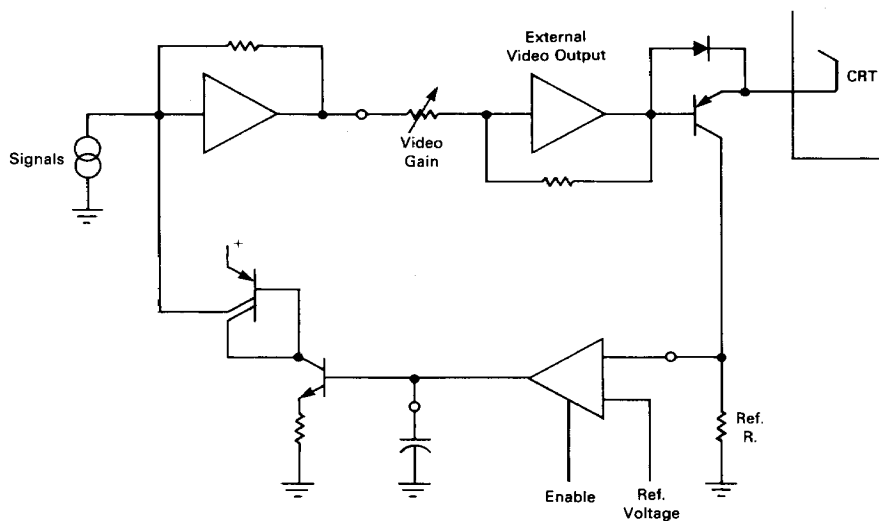 External
Video Output
CRT
Signals
Video
Gain
+
Ref.
R.
Enable
Ref.
Voltage